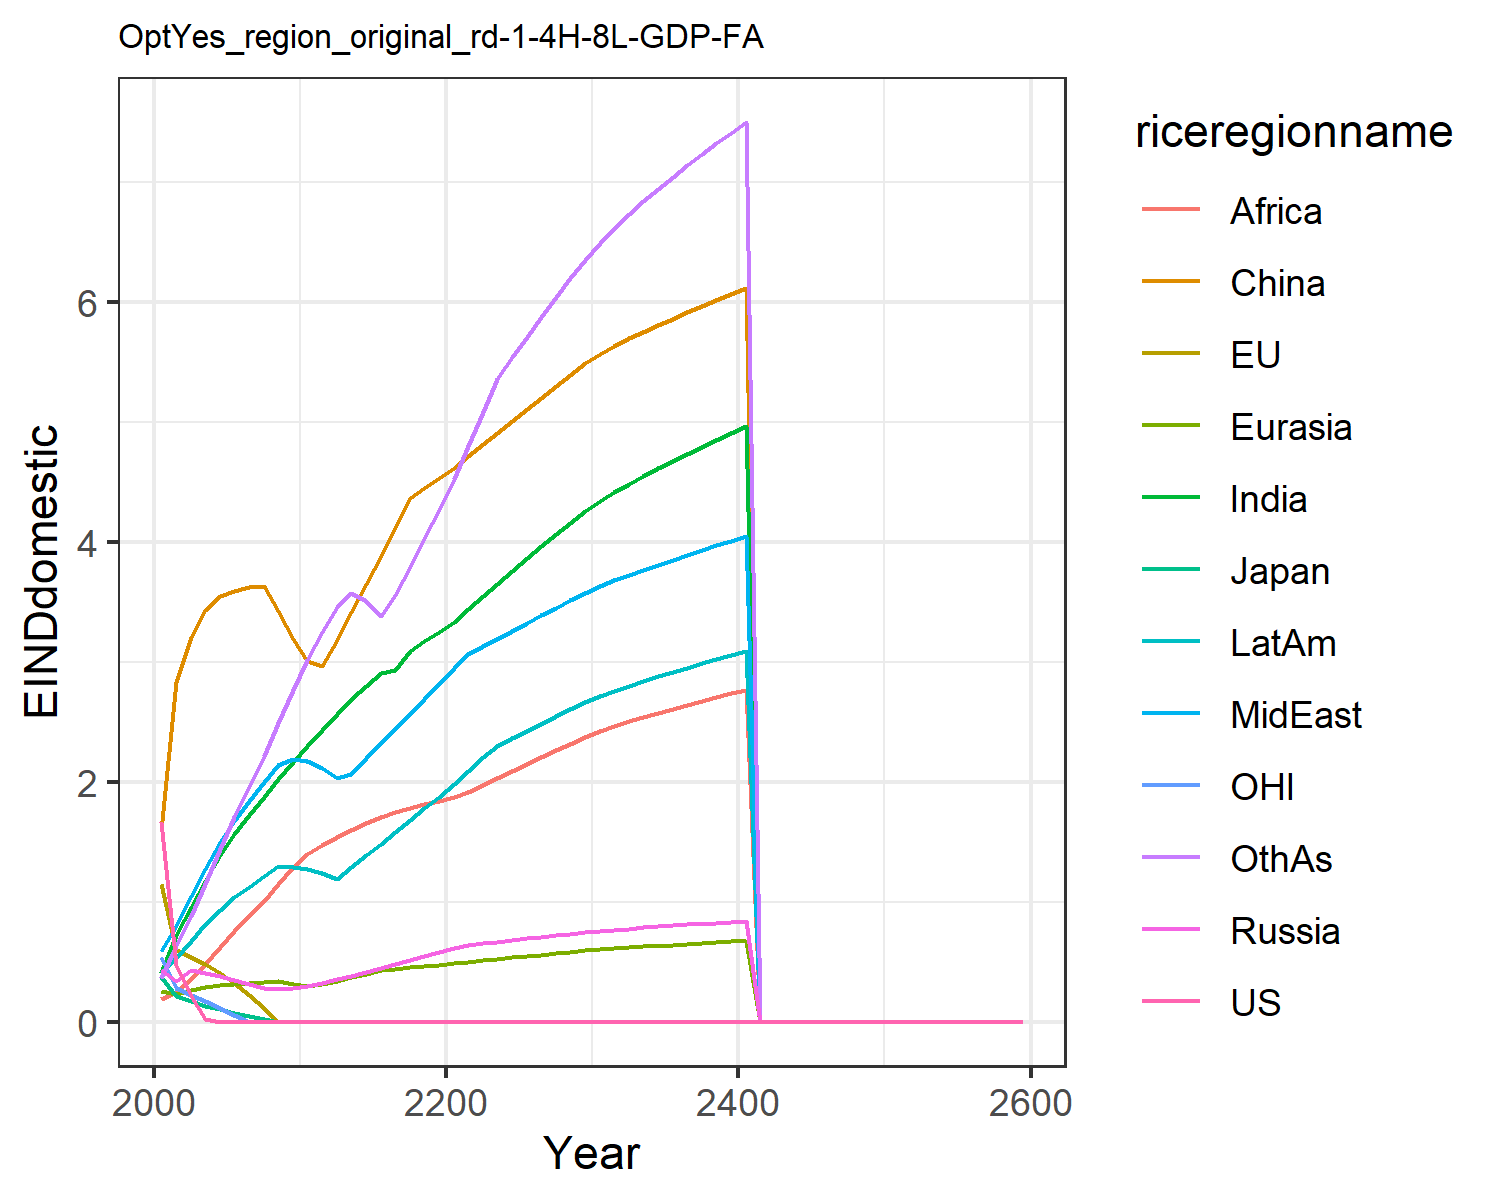 OptYes_region_original_rd-1-4H-8L-GDP-FA
EINDdomestic
6
4
2
0
2000 2200 2400 2600
Year
riceregionname
Africa
China
EU
Eurasia
India
Japan
LatAm
MidEast
OHI
OthAs
Russia
US